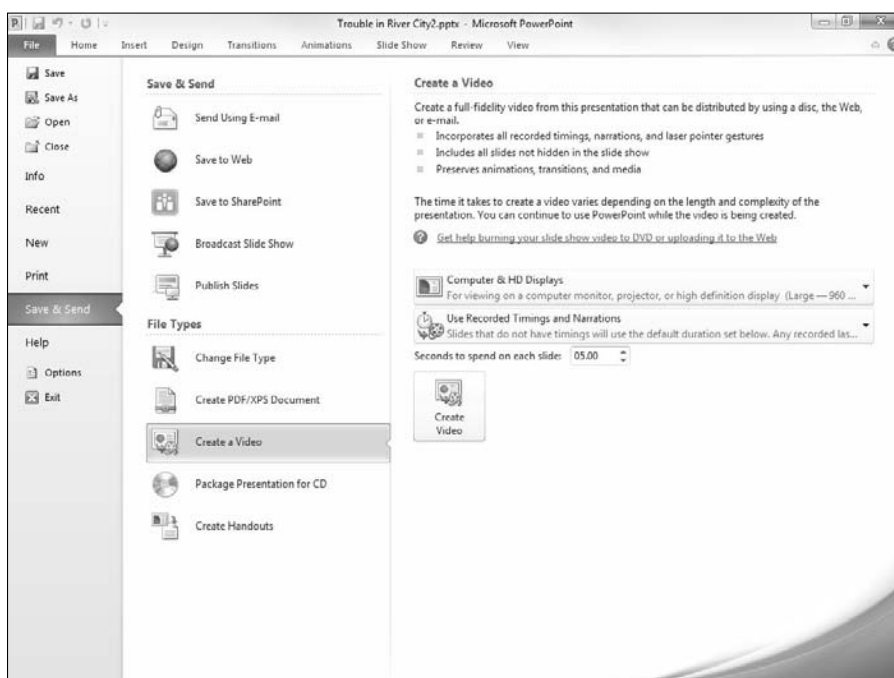 Trouble in River City2.pptx - Microsoft PowerPoint
File Home Insert Design Transitions Animations Slide Show Review View
Save
Save As
Open
Close
Info
Recent
New
Print
Save & Send
Help
Options
Exit
Save & Send
Send Using E-mail
Save to Web
Save to SharePoint
Broadcast Slide Show
Publish Slides
File Types
Change File Type
Create PDF/XPS Document
Create a Video
Package Presentation for CD
Create Handouts
Create a Video
Create a full-fidelity video from this presentation that can be distributed by using a disc, the Web,
or e-mail.
Incorporates all recorded timings, narrations, and laser pointer gestures
Includes all slides not hidden in the slide show
Preserves animations, transitions, and media
The time it takes to create a video varies depending on the length and complexity of the
presentation. You can continue to use PowerPoint while the video is being created.
Get help burning your slide show video to DVD or uploading it to the Web
Computer & HD Displays
For viewing on a computer monitor, projector, or high definition display (Large — 960 ...
Use Recorded Timings and Narrations
Slides that do not have timings will use the default duration set below. Any recorded las...
Seconds to spend on each slide: 05.00
Create
Video